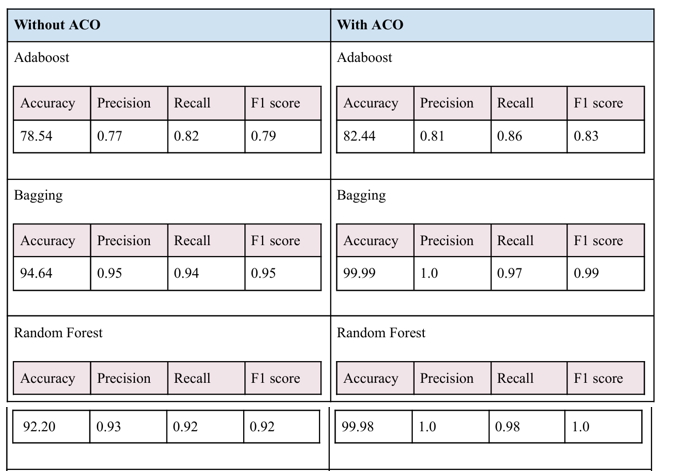 Without ACO With ACO
Adaboost Adaboost
Accuracy Precision Recall F1 score Accuracy Precision Recall F1 score
78.54 0.77 0.82 0.79 82.44 0.81 0.86 0.83
Bagging Bagging
Accuracy Precision Recall F1 score Accuracy Precision Recall F1 score
94.64 0.95 0.94 0.95 99.99 1.0 0.97 0.99
Random Forest Random Forest
Accuracy Precision Recall F1 score Accuracy Precision Recall F1 score
92.20 0.93 0.92 0.92 99.98 1.0 0.98 1.0